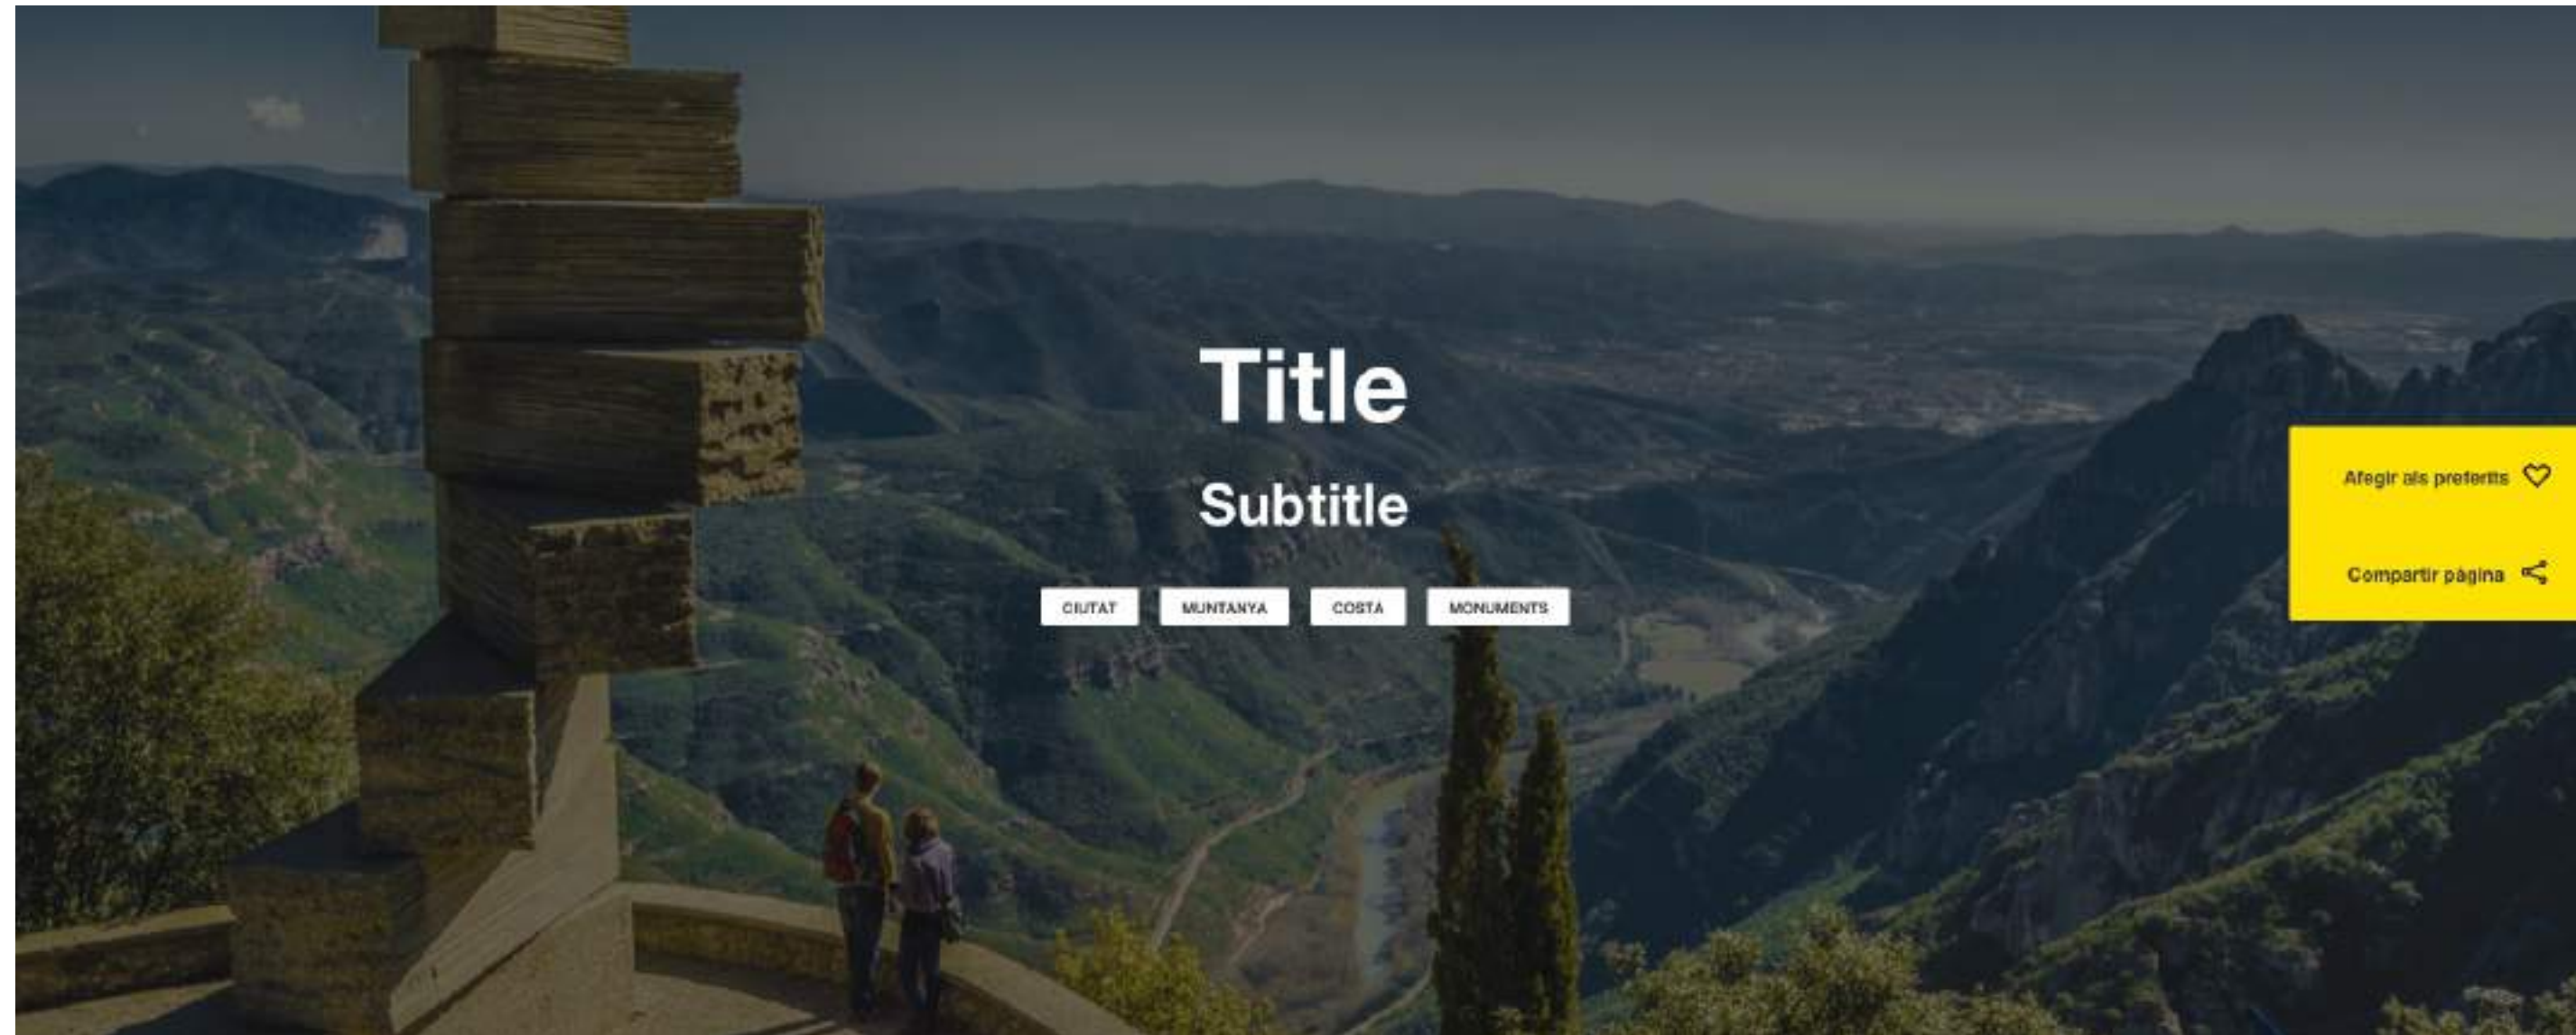 Title
Subtitle
CIUTAT
MUNTANYA
COSTA
MONUMENTS
Afegir als preferits
Compartir pàgina